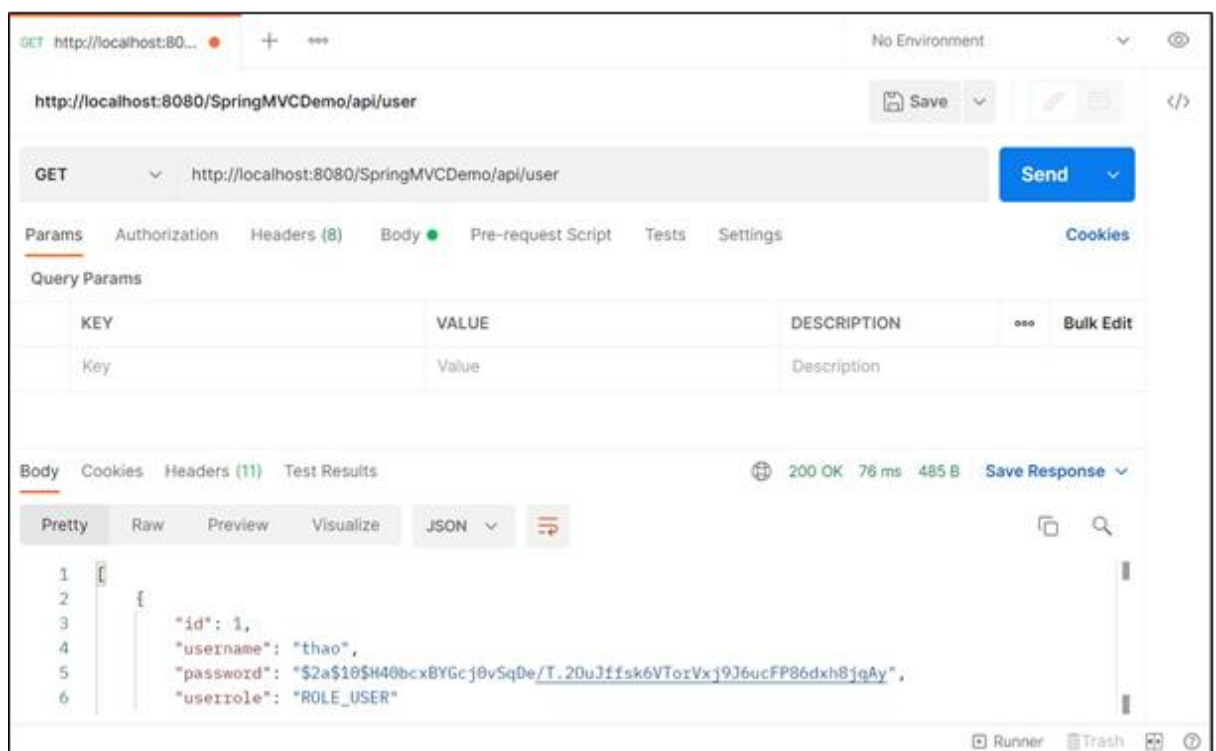 GET http://localhost:80... No Environment
http://localhost:8080/SpringMVCDemo/api/user Save </>
GET http://localhost:8080/SpringMVCDemo/api/user Send
Params Authorization Headers (8) Body Pre-request Script Tests Settings Cookies
Query Params
KEY VALUE DESCRIPTION Bulk Edit
Key Value Description
Body Cookies Headers (11) Test Results 200 OK 76 ms 485 B Save Response
Pretty Raw Preview Visualize JSON
1 [
2 {
3 "id": 1,
4 "username": "thao",
5 "password": "$2a$10$H40bcxBYGcj0vSqDe/T.2OuJffsk6VTorVxj9J6ucFP86dxh8jqAy",
6 "userrole": "ROLE_USER"
Runner Trash